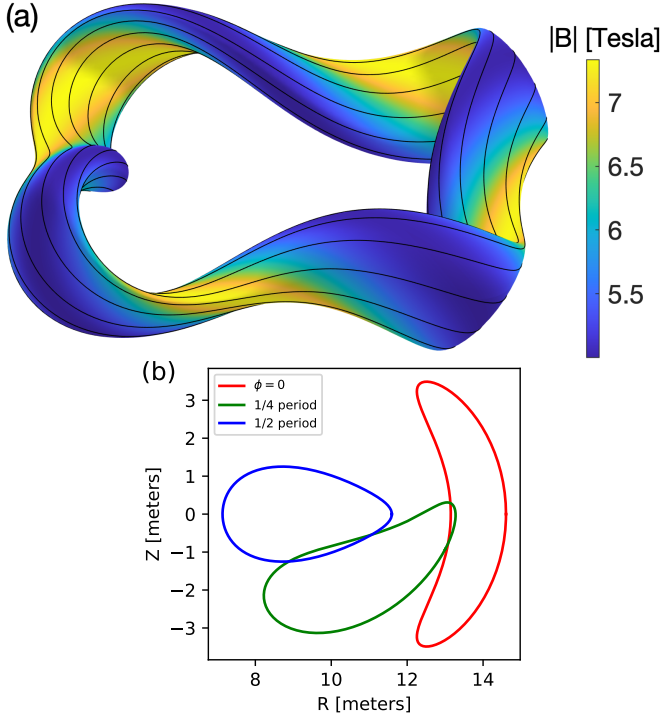 (a)
|B| [Tesla]
7
6.5
6
5.5
(b)
ϕ = 0
1/4 period
1/2 period
3
2
1
0
−1
−2
−3
Z [meters]
8 10 12 14
R [meters]